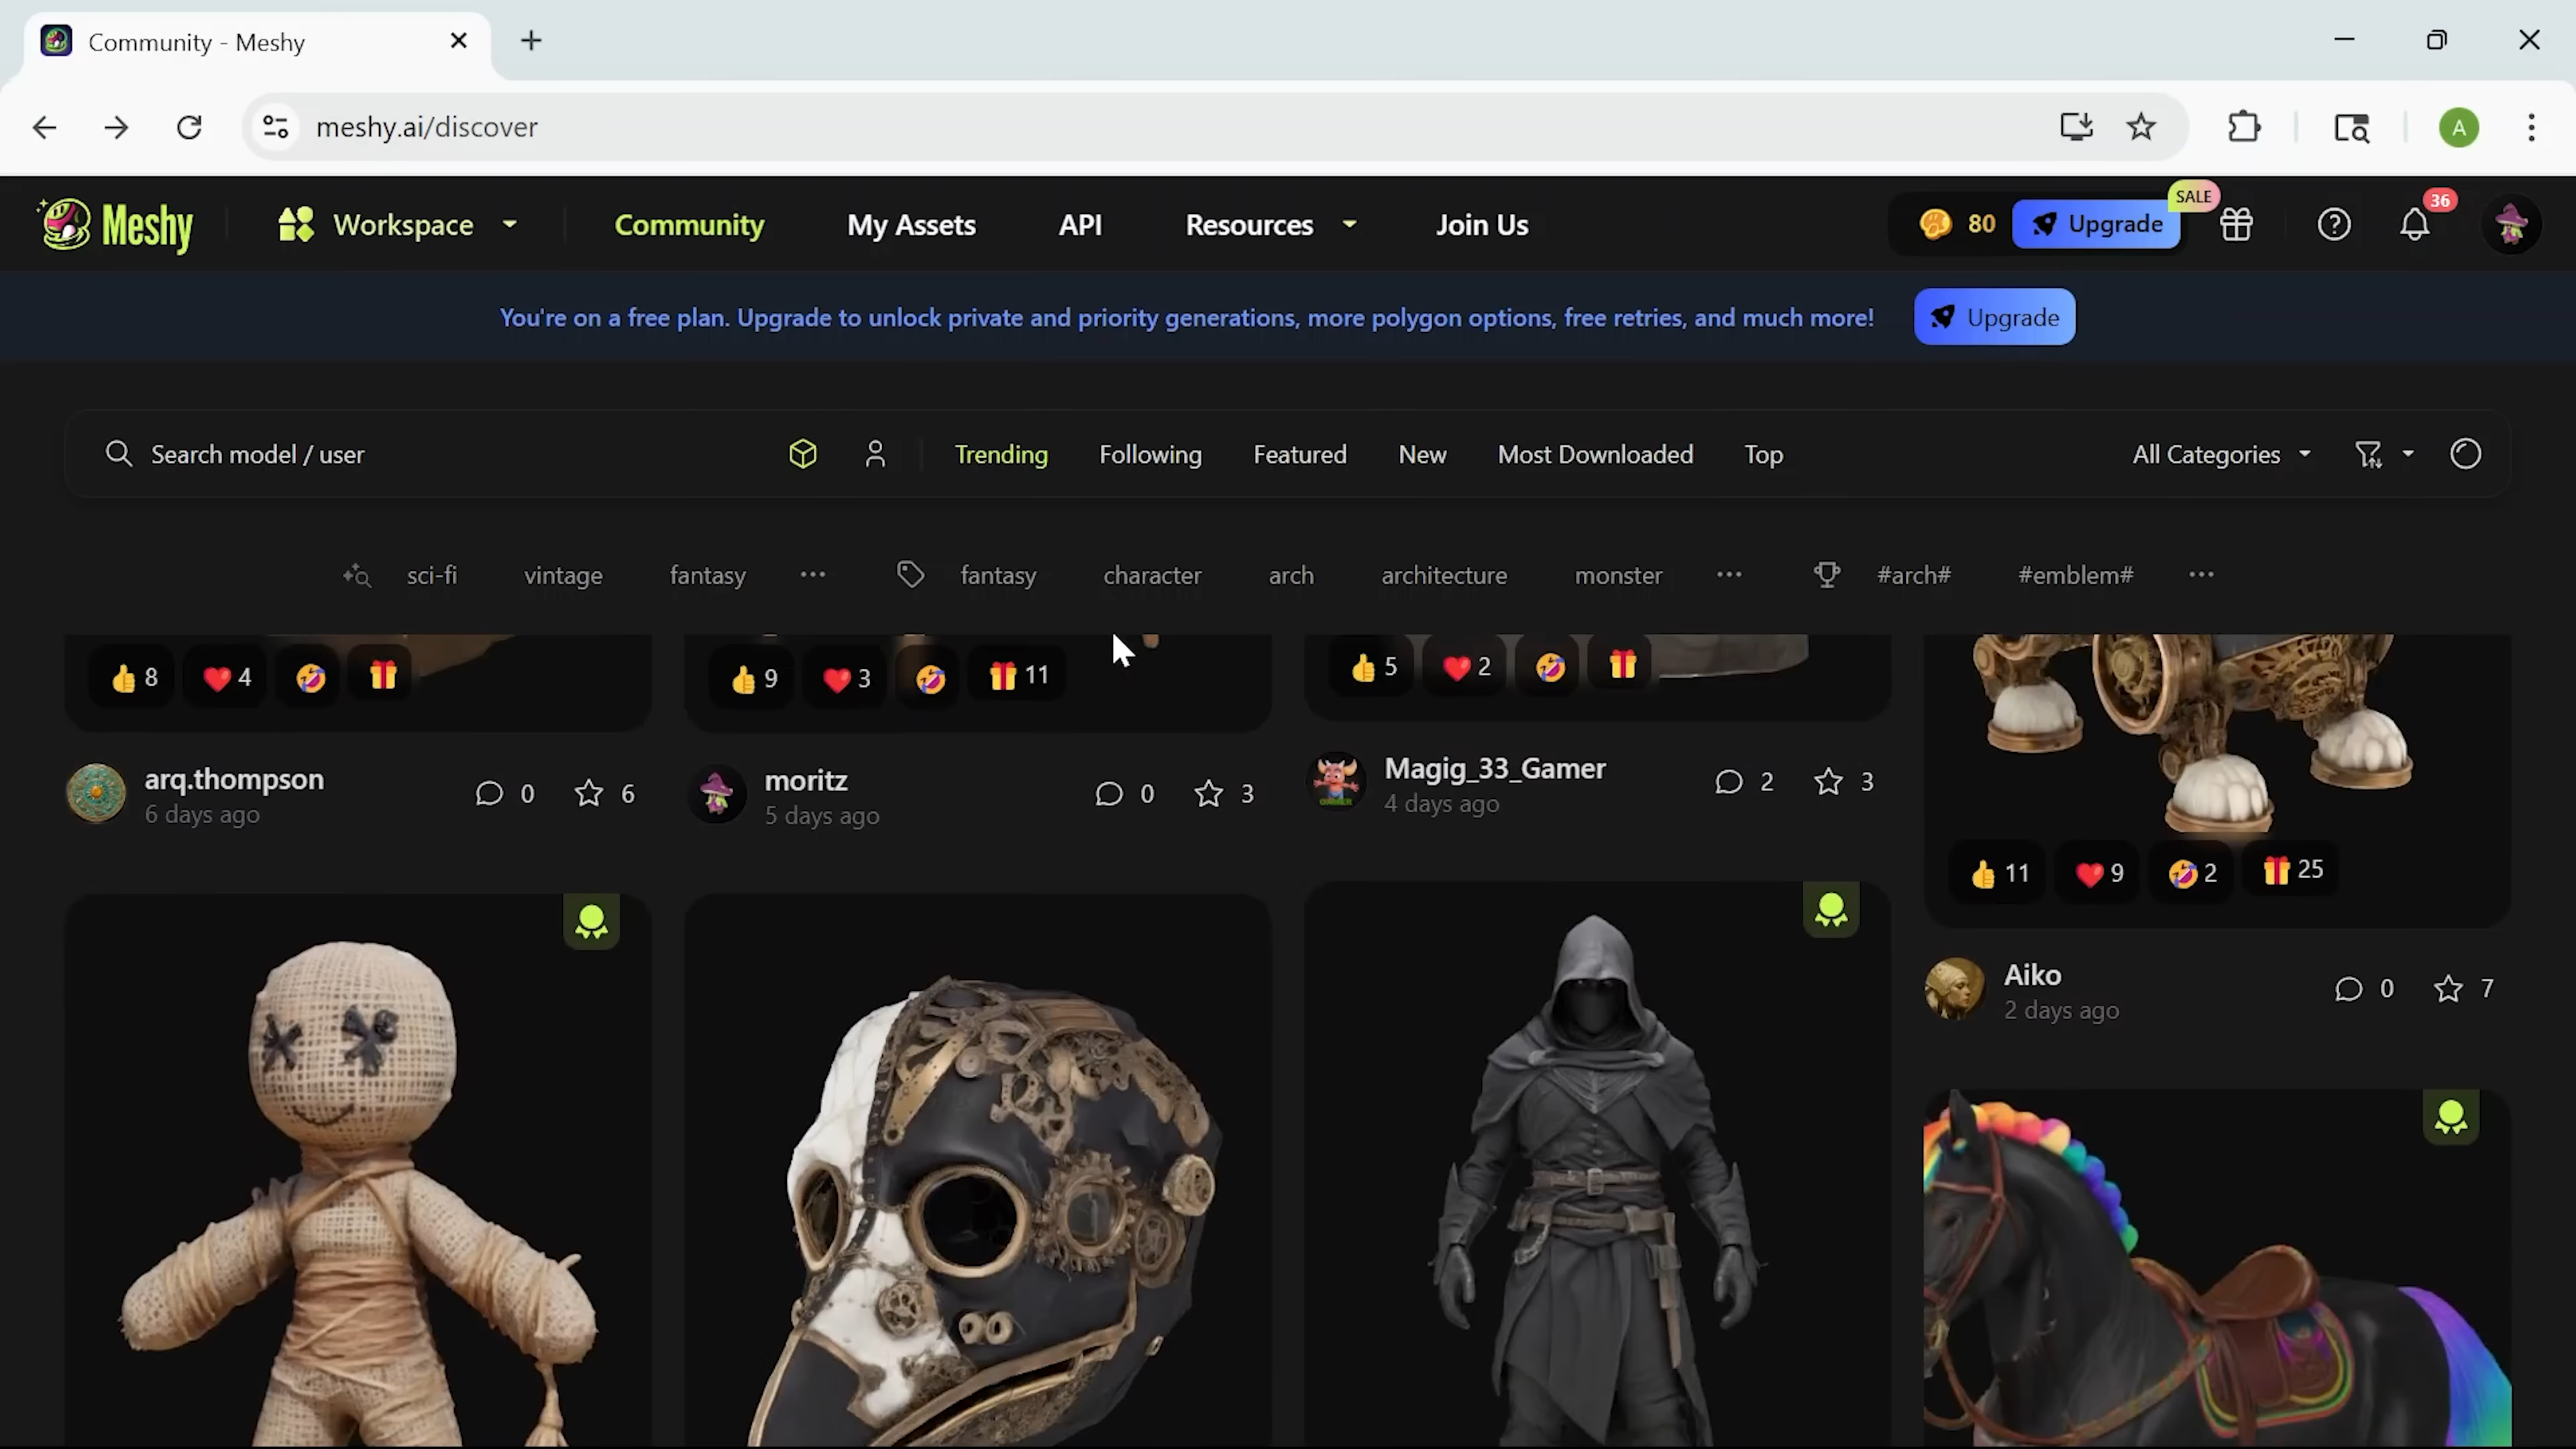 Community - Meshy
meshy.ai/discover
A
Meshy
Workspace
Community
My Assets
API
Resources
Join Us
80
Upgrade
SALE
36
You're on a free plan. Upgrade to unlock private and priority generations, more polygon options, free retries, and much more!
Upgrade
Search model / user
Trending
Following
Featured
New
Most Downloaded
Top
All Categories
sci-fi
vintage
fantasy
fantasy
character
arch
architecture
monster
#arch#
#emblem#
8
4
9
3
11
5
2
arq.thompson
6 days ago
0
6
moritz
5 days ago
0
3
Magig_33_Gamer
4 days ago
2
3
11
9
2
25
Aiko
2 days ago
0
7